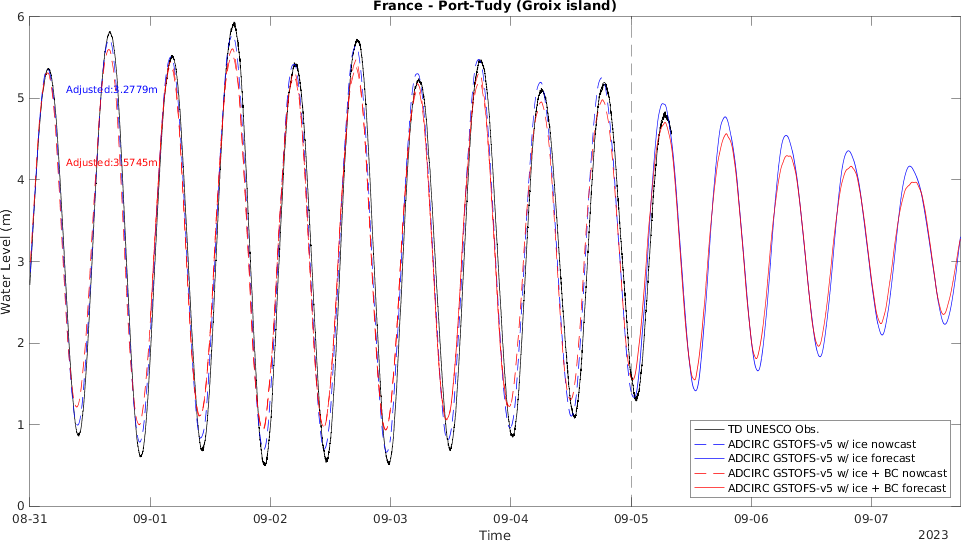 France - Port-Tudy (Groix island)
6
5
4
3
2
1
0
Water Level (m)
Adjusted:3.2779m
Adjusted:3.5745m
TD UNESCO Obs.
ADCIRC GSTOFS-v5 w/ ice nowcast
ADCIRC GSTOFS-v5 w/ ice forecast
ADCIRC GSTOFS-v5 w/ ice + BC nowcast
ADCIRC GSTOFS-v5 w/ ice + BC forecast
08-31 09-01 09-02 09-03 09-04 09-05 09-06 09-07
Time
2023